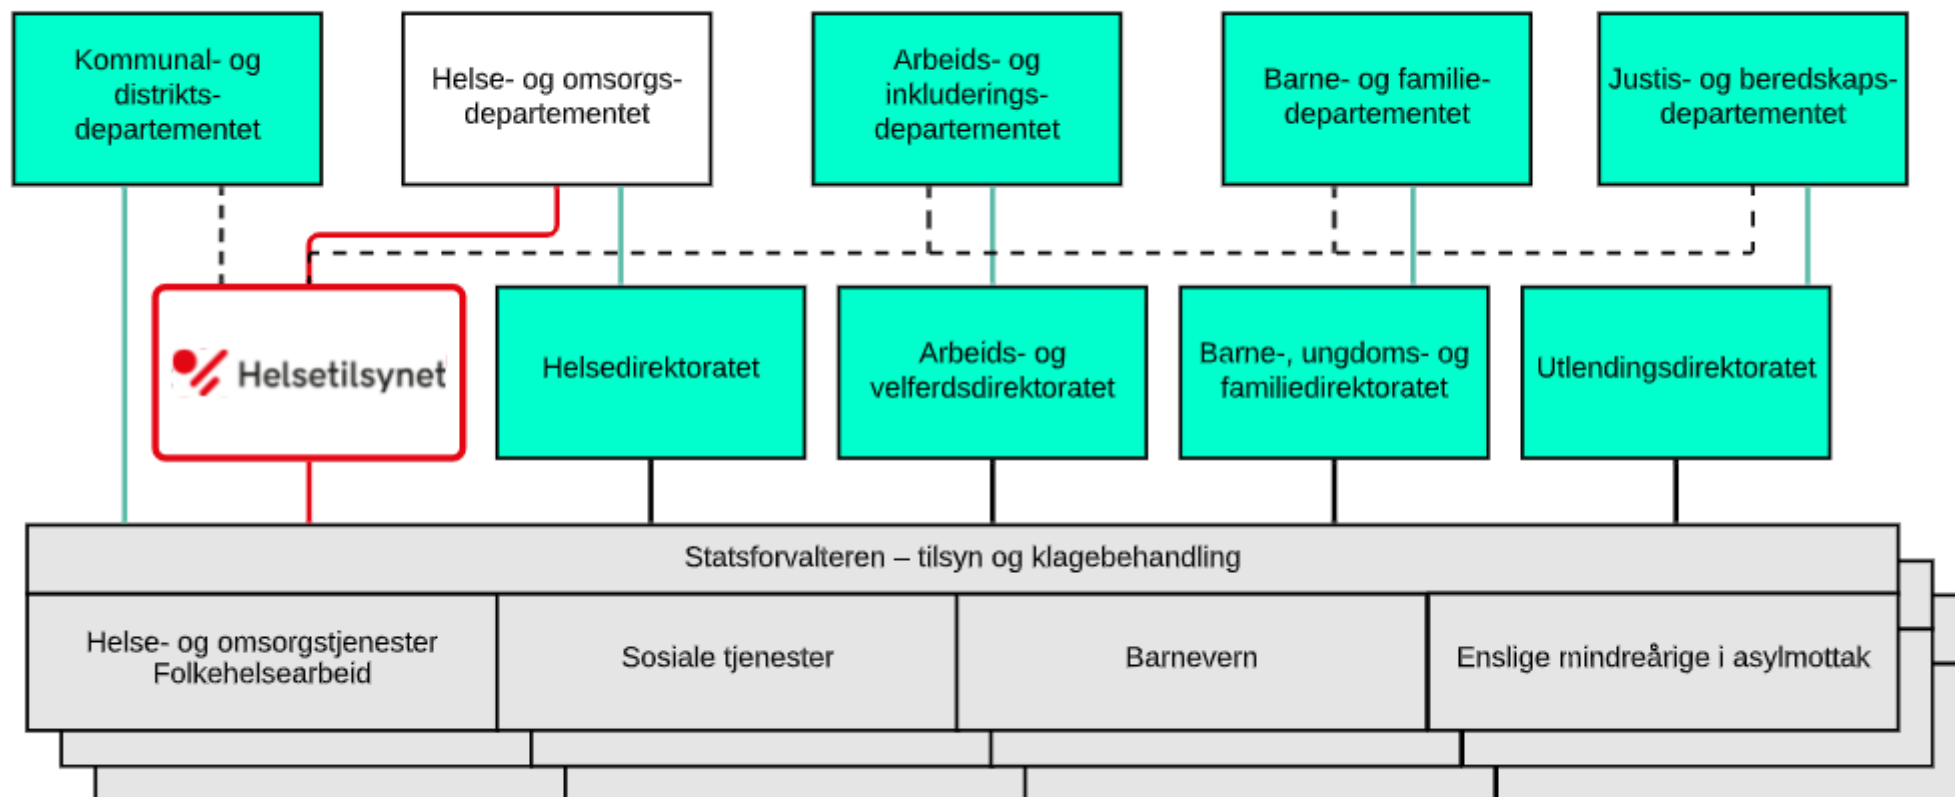 Kommunal- og
distrikts-
departementet
Helse- og omsorgs-
departementet
Arbeids- og
inkluderings-
departementet
Barne- og familie-
departementet
Justis- og beredskaps-
departementet
Helsetilsynet
Helsedirektoratet
Arbeids- og
velferdsdirektoratet
Barne-, ungdoms- og
familiedirektoratet
Utlendingsdirektoratet
Statsforvalteren – tilsyn og klagebehandling
Helse- og omsorgstjenester
Folkehelsearbeid
Sosiale tjenester
Barnevern
Enslige mindreårige i asylmottak